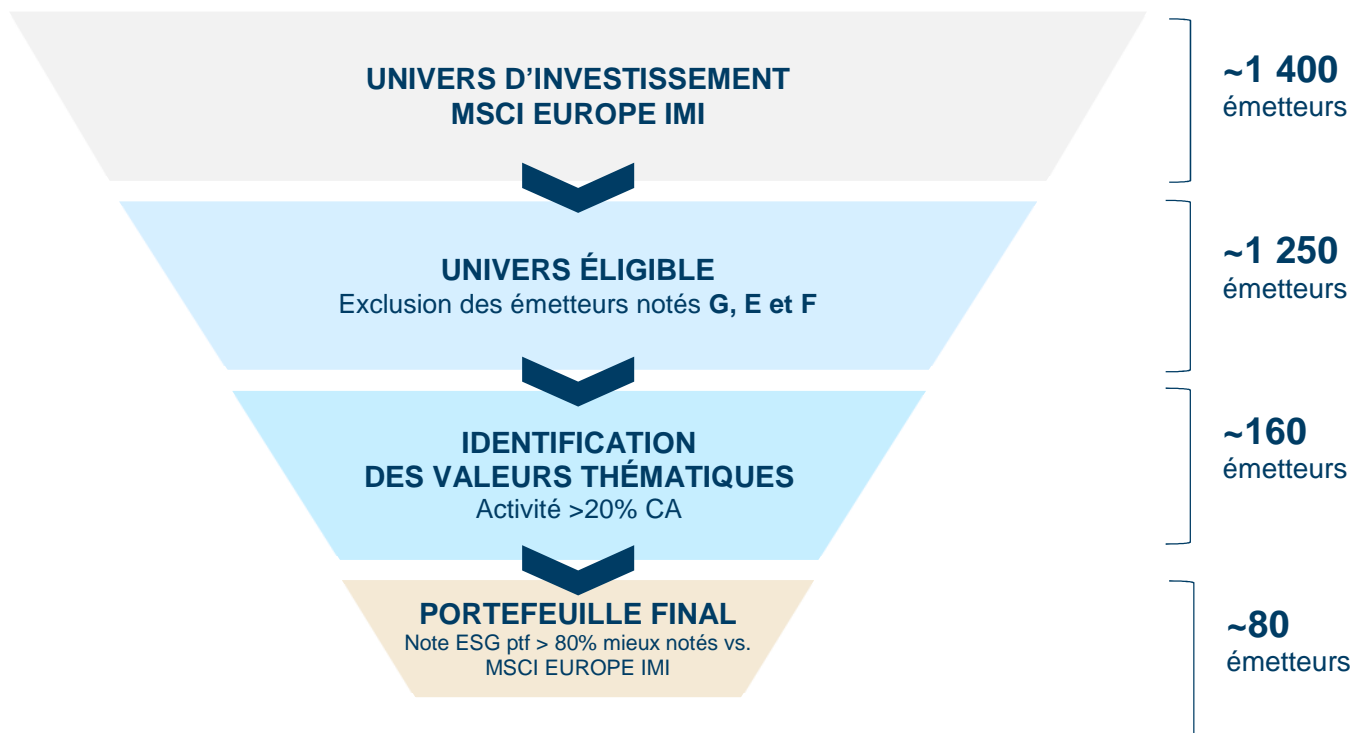 UNIVERS D’INVESTISSEMENT
MSCI EUROPE IMI
~1 400
émetteurs
UNIVERS ÉLIGIBLE
Exclusion des émetteurs notés G, E et F
~1 250
émetteurs
IDENTIFICATION
DES VALEURS THÉMATIQUES
Activité >20% CA
~160
émetteurs
PORTEFEUILLE FINAL
Note ESG ptf > 80% mieux notés vs.
MSCI EUROPE IMI
~80
émetteurs